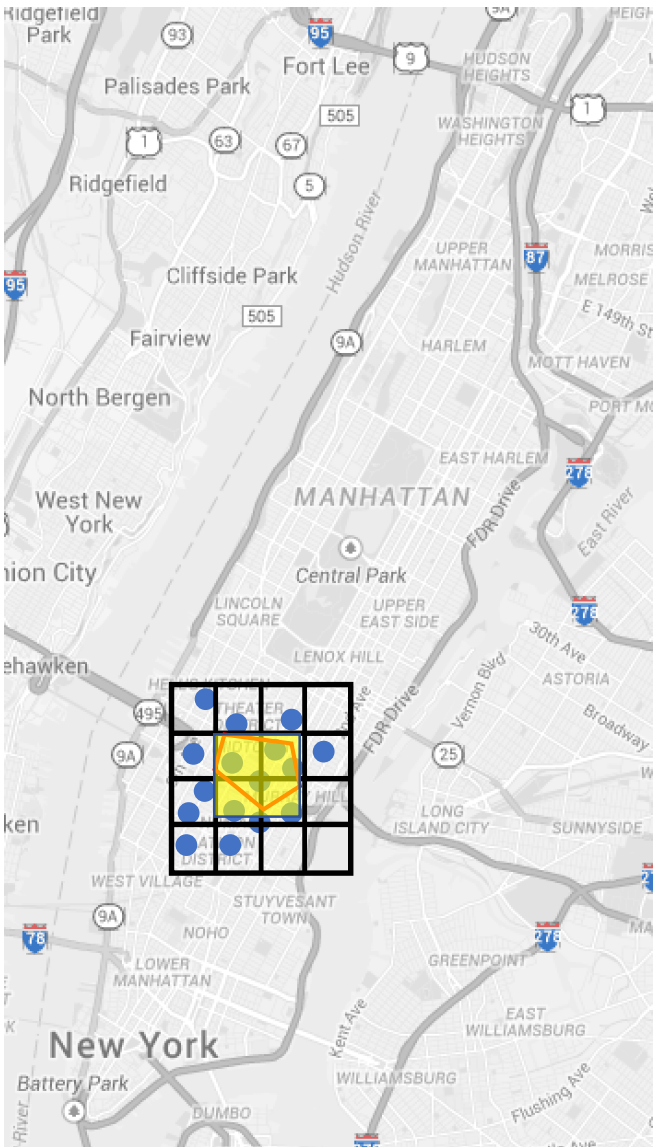 Ridgefield
Park
93
95
9A
9
Fort Lee
HUDSON
HEIGHTS
Palisades Park
505
1
WASHINGTON
HEIGHTS
1
63
67
5
Ridgefield
Hudson River
UPPER
MANHATTAN
87
MORRIS
MELROSE
Cliffside Park
95
505
E 149th St
Fairview
9A
HARLEM
MOTT HAVEN
North Bergen
PORT MO
EAST HARLEM
278
MANHATTAN
FDR Drive
East River
West New
York
Central Park
nion City
LINCOLN
SQUARE
UPPER
EAST SIDE
278
30th Ave
LENOX HILL
ehawken
ASTORIA
Vernon Blvd
495
THEATER
FDR Drive
Broadway
9A
25
LONG
ISLAND CITY
SUNNYSIDE
ken
DISTRICT
WEST VILLAGE
STUYVESANT
TOWN
9A
NOHO
78
278
LOWER
MANHATTAN
GREENPOINT
Kent Ave
EAST
WILLIAMSBURG
New York
Battery Park
WILLIAMSBURG
Flushing Ave
DUMBO